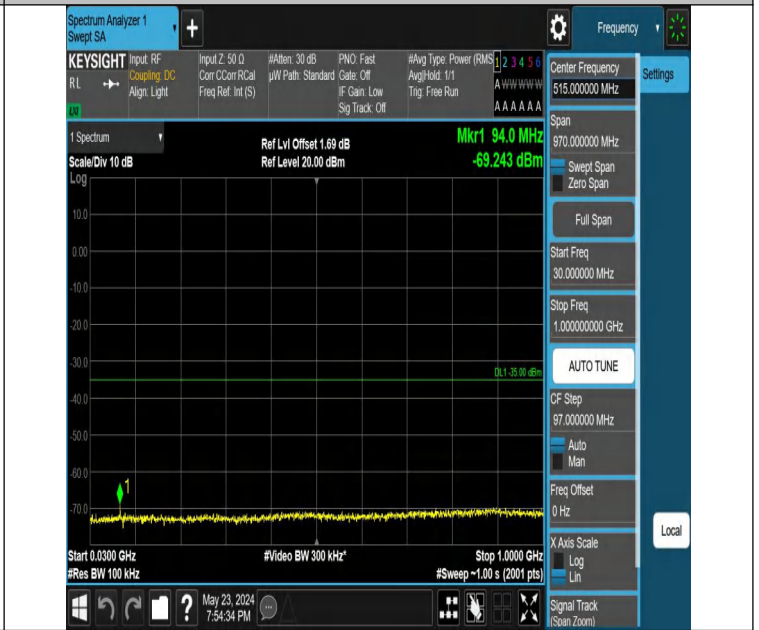 Spectrum Analyzer 1
Swept SA
Frequency
KEYSIGHT
RL
LXI
Input: RF
Coupling: DC
Align: Light
Input Z: 50 Ω
Corr CCorr RCal
Freq Ref: Int (S)
#Atten: 30 dB
µW Path: Standard
PNO: Fast
Gate: Off
IF Gain: Low
Sig Track: Off
#Avg Type: Power (RMS
Avg|Hold: 1/1
Trig: Free Run
1 2 3 4 5 6
A W W W W W
A A A A A A
Center Frequency
515.000000 MHz
Settings
1 Spectrum
Scale/Div 10 dB
Log
Ref Lvl Offset 1.69 dB
Ref Level 20.00 dBm
Mkr1 94.0 MHz
-69.243 dBm
Span
970.000000 MHz
Swept Span
Zero Span
Full Span
Start Freq
30.000000 MHz
Stop Freq
1.000000000 GHz
AUTO TUNE
CF Step
97.000000 MHz
Auto
Man
Freq Offset
0 Hz
X Axis Scale
Log
Lin
Signal Track
(Span Zoom)
Local
10.0
0.00
-10.0
-20.0
-30.0
DL1 -35.00 dBm
-40.0
-50.0
-60.0
1
-70.0
Start 0.0300 GHz
#Video BW 300 kHz*
Stop 1.0000 GHz
#Res BW 100 kHz
#Sweep ~1.00 s (2001 pts)
?
May 23, 2024
7:54:34 PM